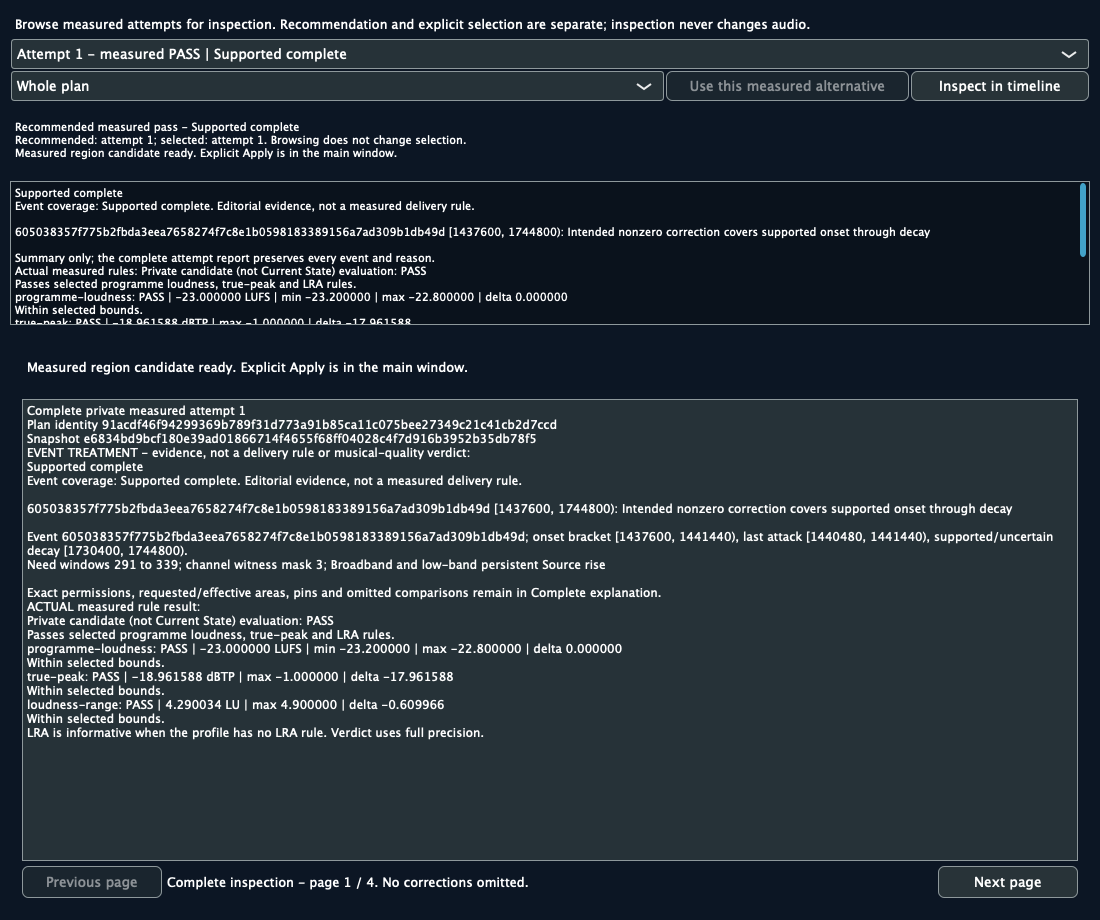 Browse measured attempts for inspection. Recommendation and explicit selection are separate; inspection never changes audio.
Attempt 1 – measured PASS | Supported complete
Whole plan
Use this measured alternative
Inspect in timeline
Recommended measured pass – Supported complete
Recommended: attempt 1; selected: attempt 1. Browsing does not change selection.
Measured region candidate ready. Explicit Apply is in the main window.
Supported complete
Event coverage: Supported complete. Editorial evidence, not a measured delivery rule.
605038357f775b2fbda3eea7658274f7c8e1b0598183389156a7ad309b1db49d [1437600, 1744800): Intended nonzero correction covers supported onset through decay
Summary only; the complete attempt report preserves every event and reason.
Actual measured rules: Private candidate (not Current State) evaluation: PASS
Passes selected programme loudness, true-peak and LRA rules.
programme-loudness: PASS | -23.000000 LUFS | min -23.200000 | max -22.800000 | delta 0.000000
Within selected bounds.
true-peak: PASS | -18.961588 dBTP | max -1.000000 | delta -17.961588
Measured region candidate ready. Explicit Apply is in the main window.
Complete private measured attempt 1
Plan identity 91acdf46f94299369b789f31d773a91b85ca11c075bee27349c21c41cb2d7ccd
Snapshot e6834bd9bcf180e39ad01866714f4655f68ff04028c4f7d916b3952b35db78f5
EVENT TREATMENT – evidence, not a delivery rule or musical-quality verdict:
Supported complete
Event coverage: Supported complete. Editorial evidence, not a measured delivery rule.
605038357f775b2fbda3eea7658274f7c8e1b0598183389156a7ad309b1db49d [1437600, 1744800): Intended nonzero correction covers supported onset through decay
Event 605038357f775b2fbda3eea7658274f7c8e1b0598183389156a7ad309b1db49d; onset bracket [1437600, 1441440), last attack [1440480, 1441440), supported/uncertain
decay [1730400, 1744800).
Need windows 291 to 339; channel witness mask 3; Broadband and low-band persistent Source rise
Exact permissions, requested/effective areas, pins and omitted comparisons remain in Complete explanation.
ACTUAL measured rule result:
Private candidate (not Current State) evaluation: PASS
Passes selected programme loudness, true-peak and LRA rules.
programme-loudness: PASS | -23.000000 LUFS | min -23.200000 | max -22.800000 | delta 0.000000
Within selected bounds.
true-peak: PASS | -18.961588 dBTP | max -1.000000 | delta -17.961588
Within selected bounds.
loudness-range: PASS | 4.290034 LU | max 4.900000 | delta -0.609966
Within selected bounds.
LRA is informative when the profile has no LRA rule. Verdict uses full precision.
Previous page
Complete inspection – page 1 / 4. No corrections omitted.
Next page